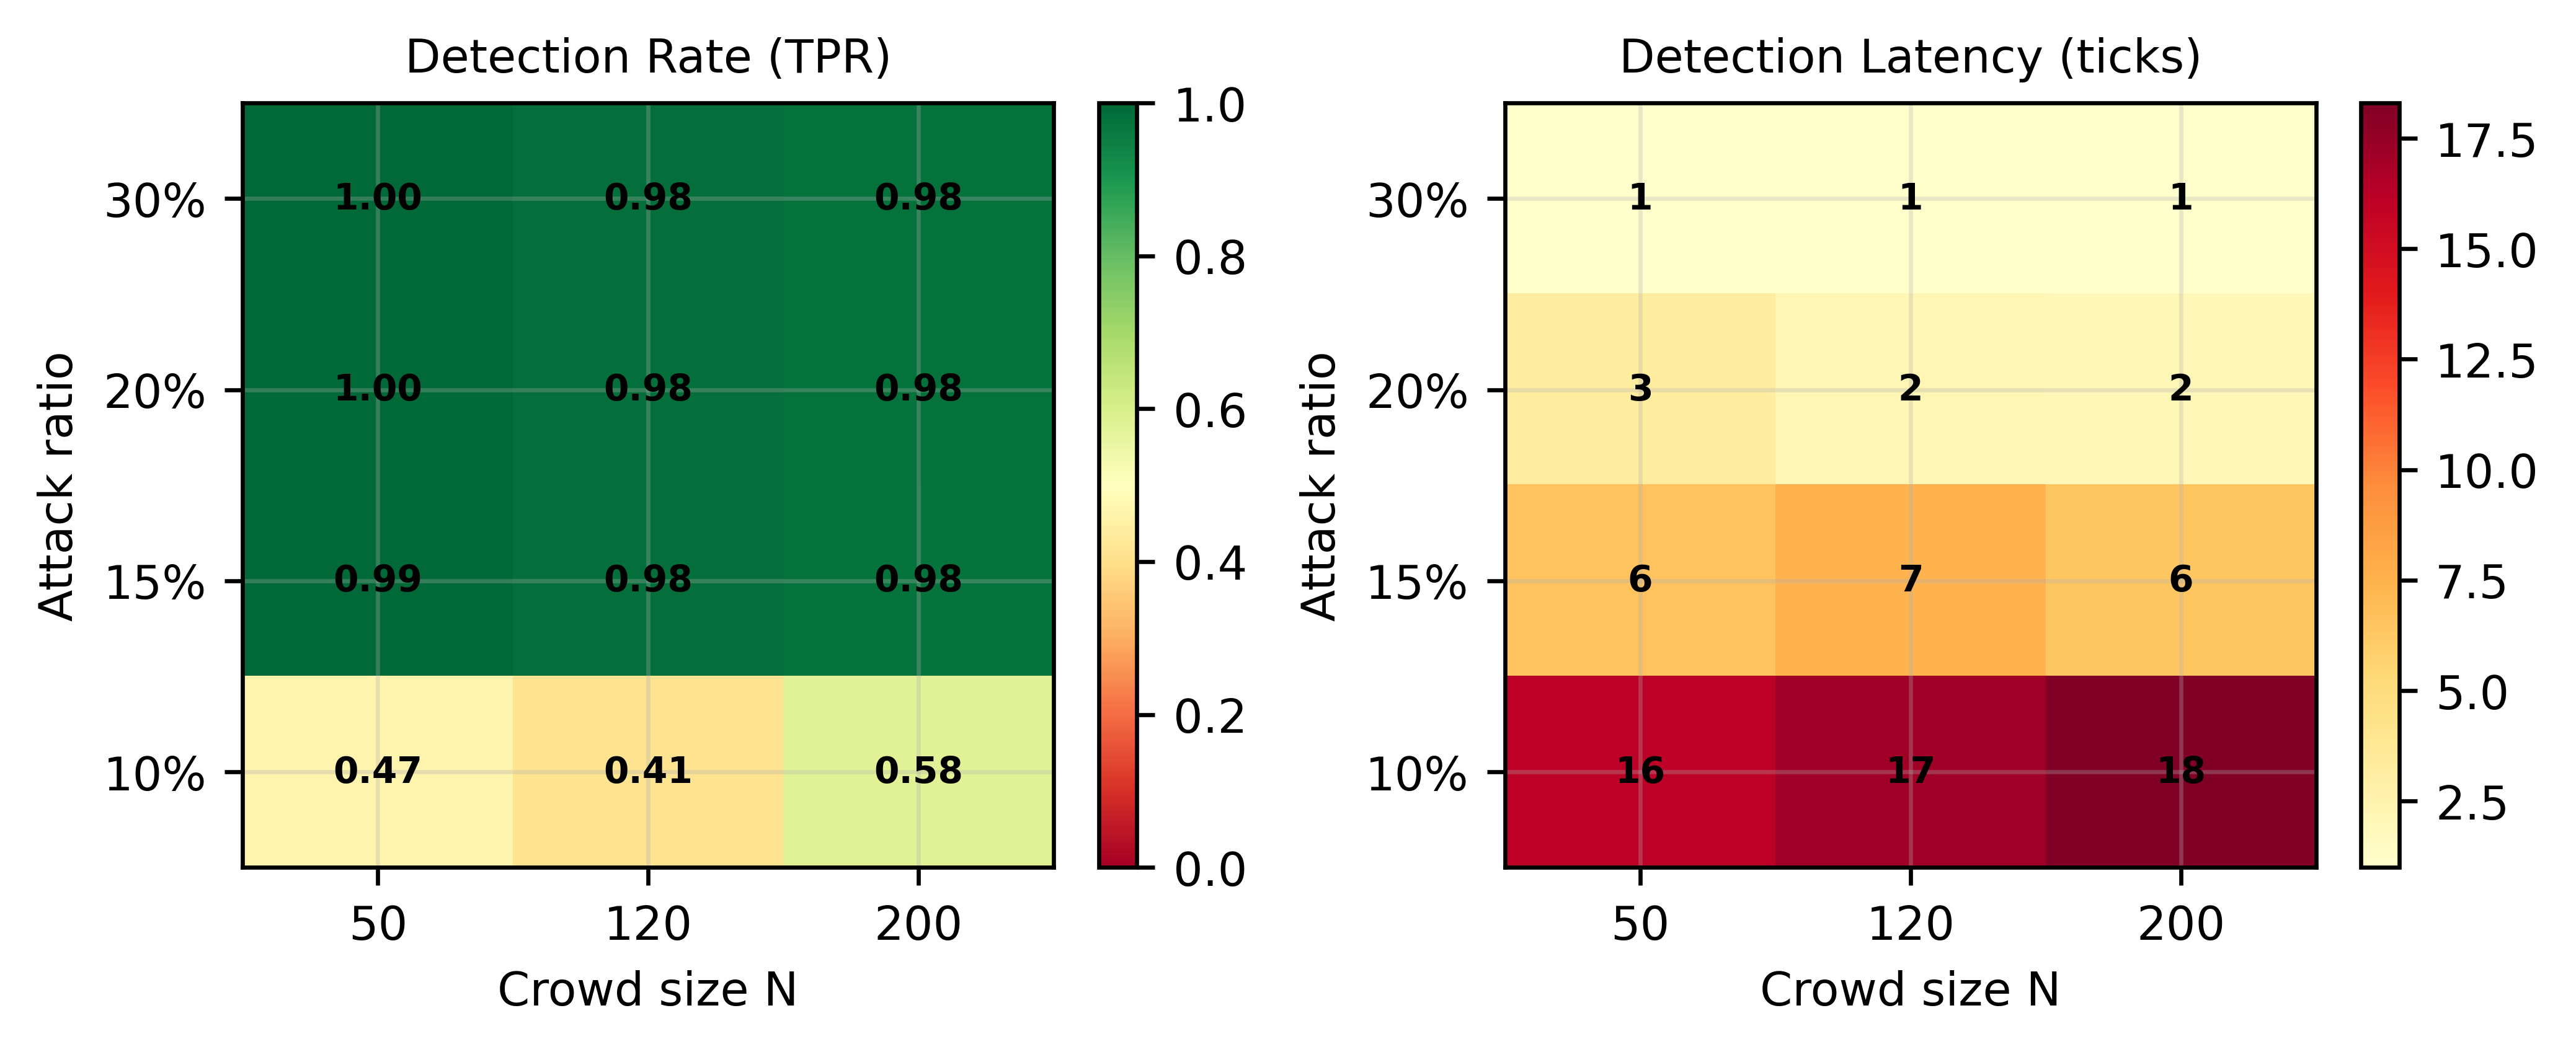 Detection Rate (TPR)
Attack ratio
30%
1.00 0.98 0.98
20%
1.00 0.98 0.98
15%
0.99 0.98 0.98
10%
0.47 0.41 0.58
50 120 200
Crowd size N
1.0
0.8
0.6
0.4
0.2
0.0
Detection Latency (ticks)
Attack ratio
30%
1 1 1
20%
3 2 2
15%
6 7 6
10%
16 17 18
50 120 200
Crowd size N
17.5
15.0
12.5
10.0
7.5
5.0
2.5